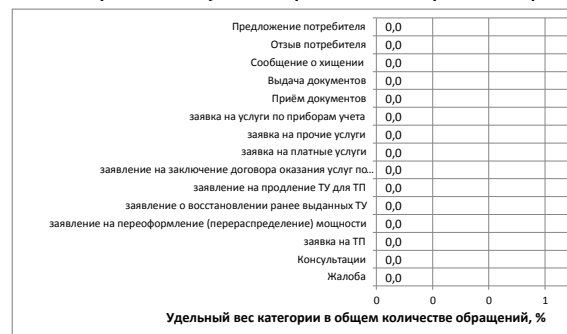 Предложение потребителя 0,0
Отзыв потребителя 0,0
Сообщение о хищении 0,0
Выдача документов 0,0
Приём документов 0,0
заявка на услуги по приборам учета 0,0
заявка на прочие услуги 0,0
заявка на платные услуги 0,0
заявление на заключение договора оказания услуг по… 0,0
заявление на продление ТУ для ТП 0,0
заявление о восстановлении ранее выданных ТУ 0,0
заявление на переоформление (перераспределение) мощности 0,0
заявка на ТП 0,0
Консультации 0,0
Жалоба 0,0
0 0 0 1
Удельный вес категории в общем количестве обращений, %